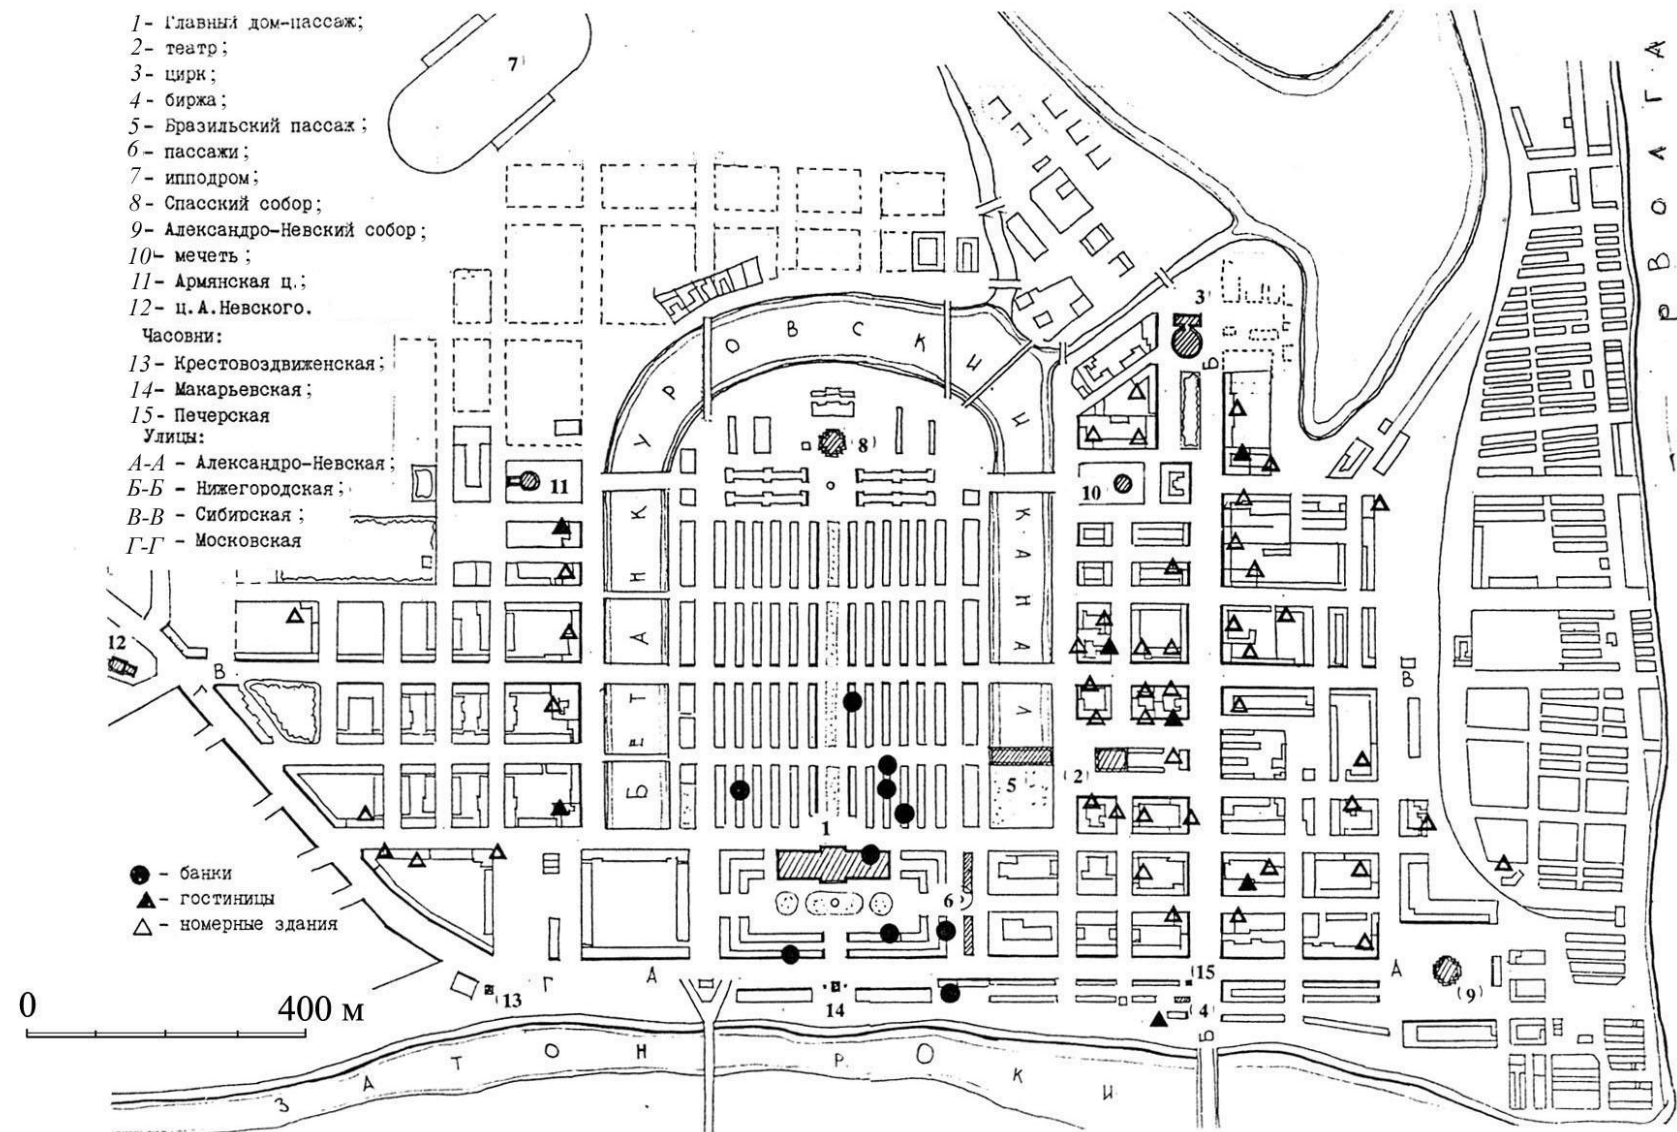 1- Главный дом-пассаж;
2- театр;
3- цирк;
4- биржа;
5- Бразильский пассаж;
6- пассажи;
7- ипподром;
8- Спасский собор;
9- Александро-Невский собор;
10- мечеть;
11- Армянская ц.;
12- ц.А.Невского.
Часовни:
13- Крестовоздвиженская;
14- Макарьевская;
15- Печерская
Улицы:
А-А - Александро-Невская;
Б-Б - Нижегородская;
В-В - Сибирская;
Г-Г - Московская
- банки
- гостиницы
- номерные здания
0 400 м
7
3
8
11
10
12
5
2
1
6
13
14
15
4
9
БЕТАНКУРОВСКИЙ
КАНАЛ
ЗАТОН Р ОКИ
Р ВОЛГА
А
А
Б
Б
В
В
Г
Г